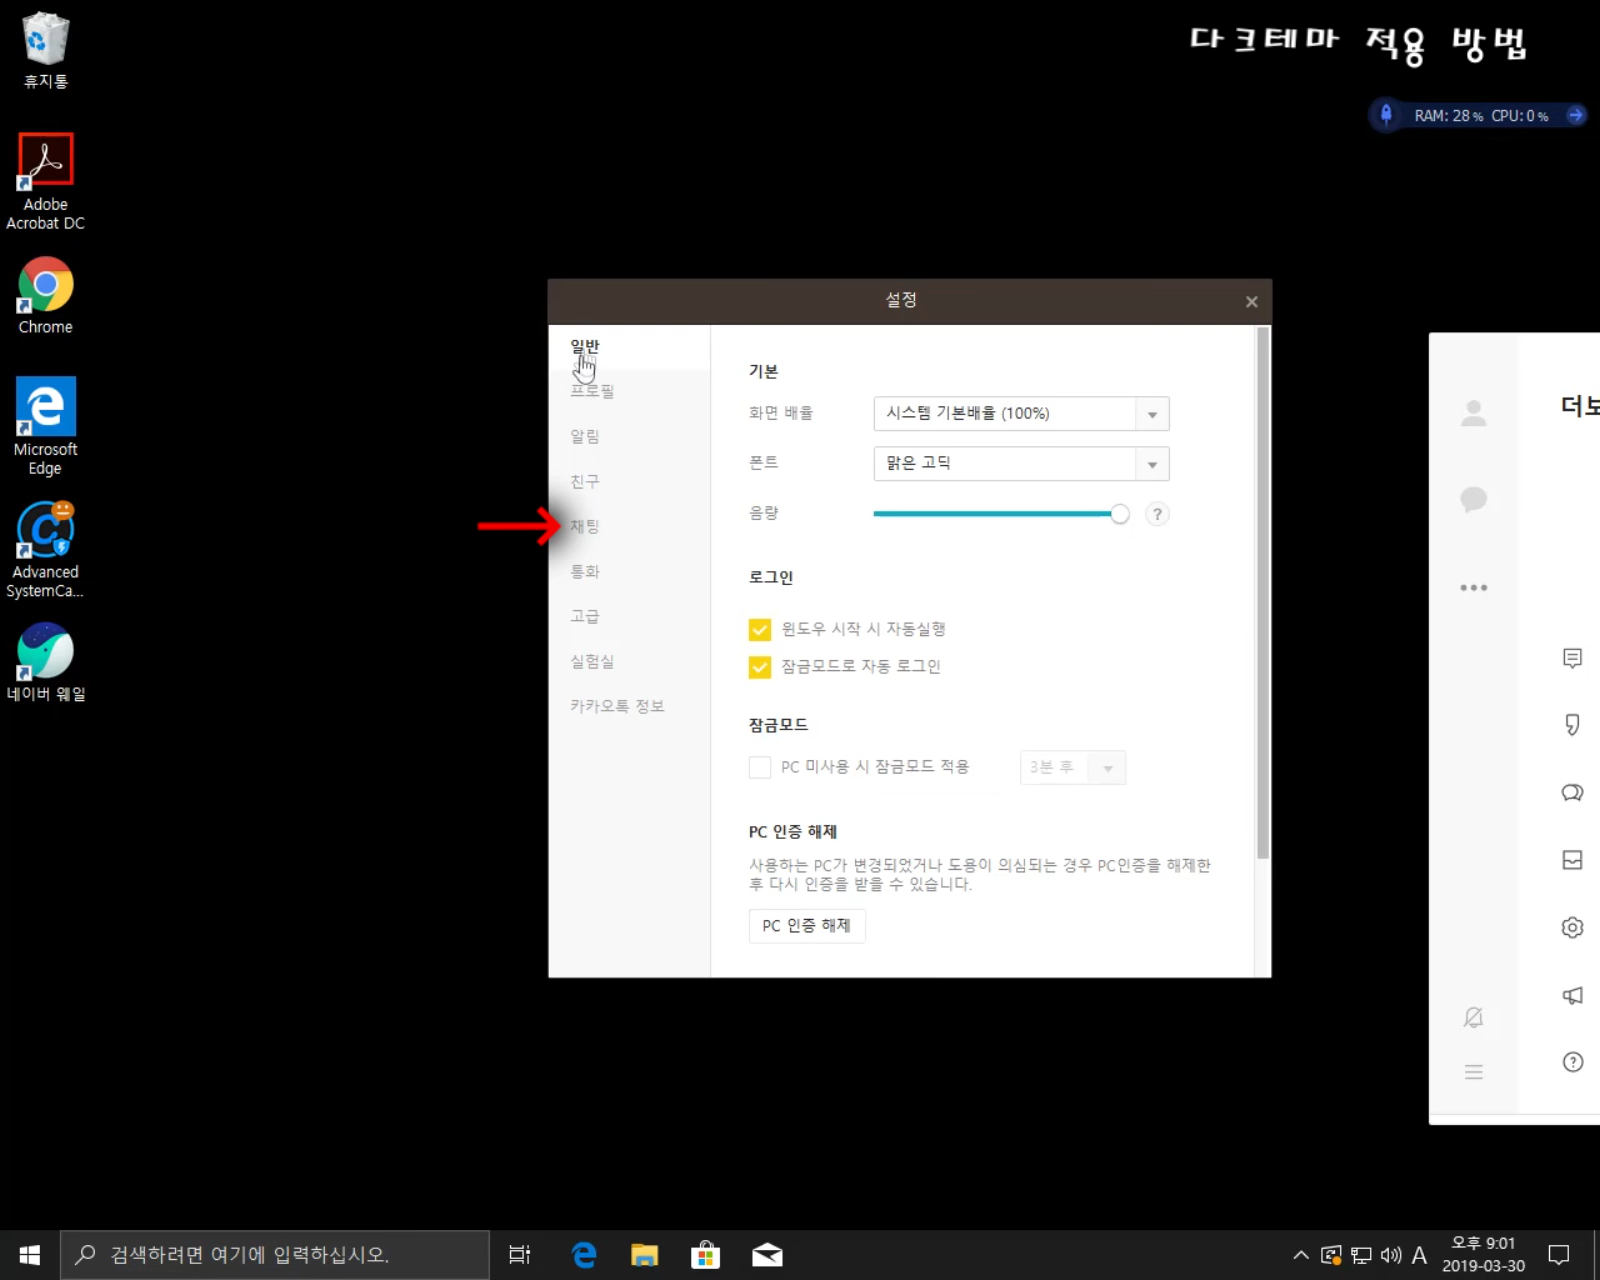 다크테마 적용 방법
RAM: 28 % CPU: 0 %
휴지통
Adobe
Acrobat DC
Chrome
Microsoft
Edge
Advanced
SystemCa...
네이버 웨일
설정
일반
프로필
알림
친구
채팅
통화
고급
실험실
카카오톡 정보
기본
화면 배율
시스템 기본배율 (100%)
폰트
맑은 고딕
음량
?
로그인
윈도우 시작 시 자동실행
잠금모드로 자동 로그인
잠금모드
PC 미사용 시 잠금모드 적용
3분 후
PC 인증 해제
사용하는 PC가 변경되었거나 도용이 의심되는 경우 PC인증을 해제한
후 다시 인증을 받을 수 있습니다.
PC 인증 해제
더보
검색하려면 여기에 입력하십시오.
A
오후 9:01
2019-03-30